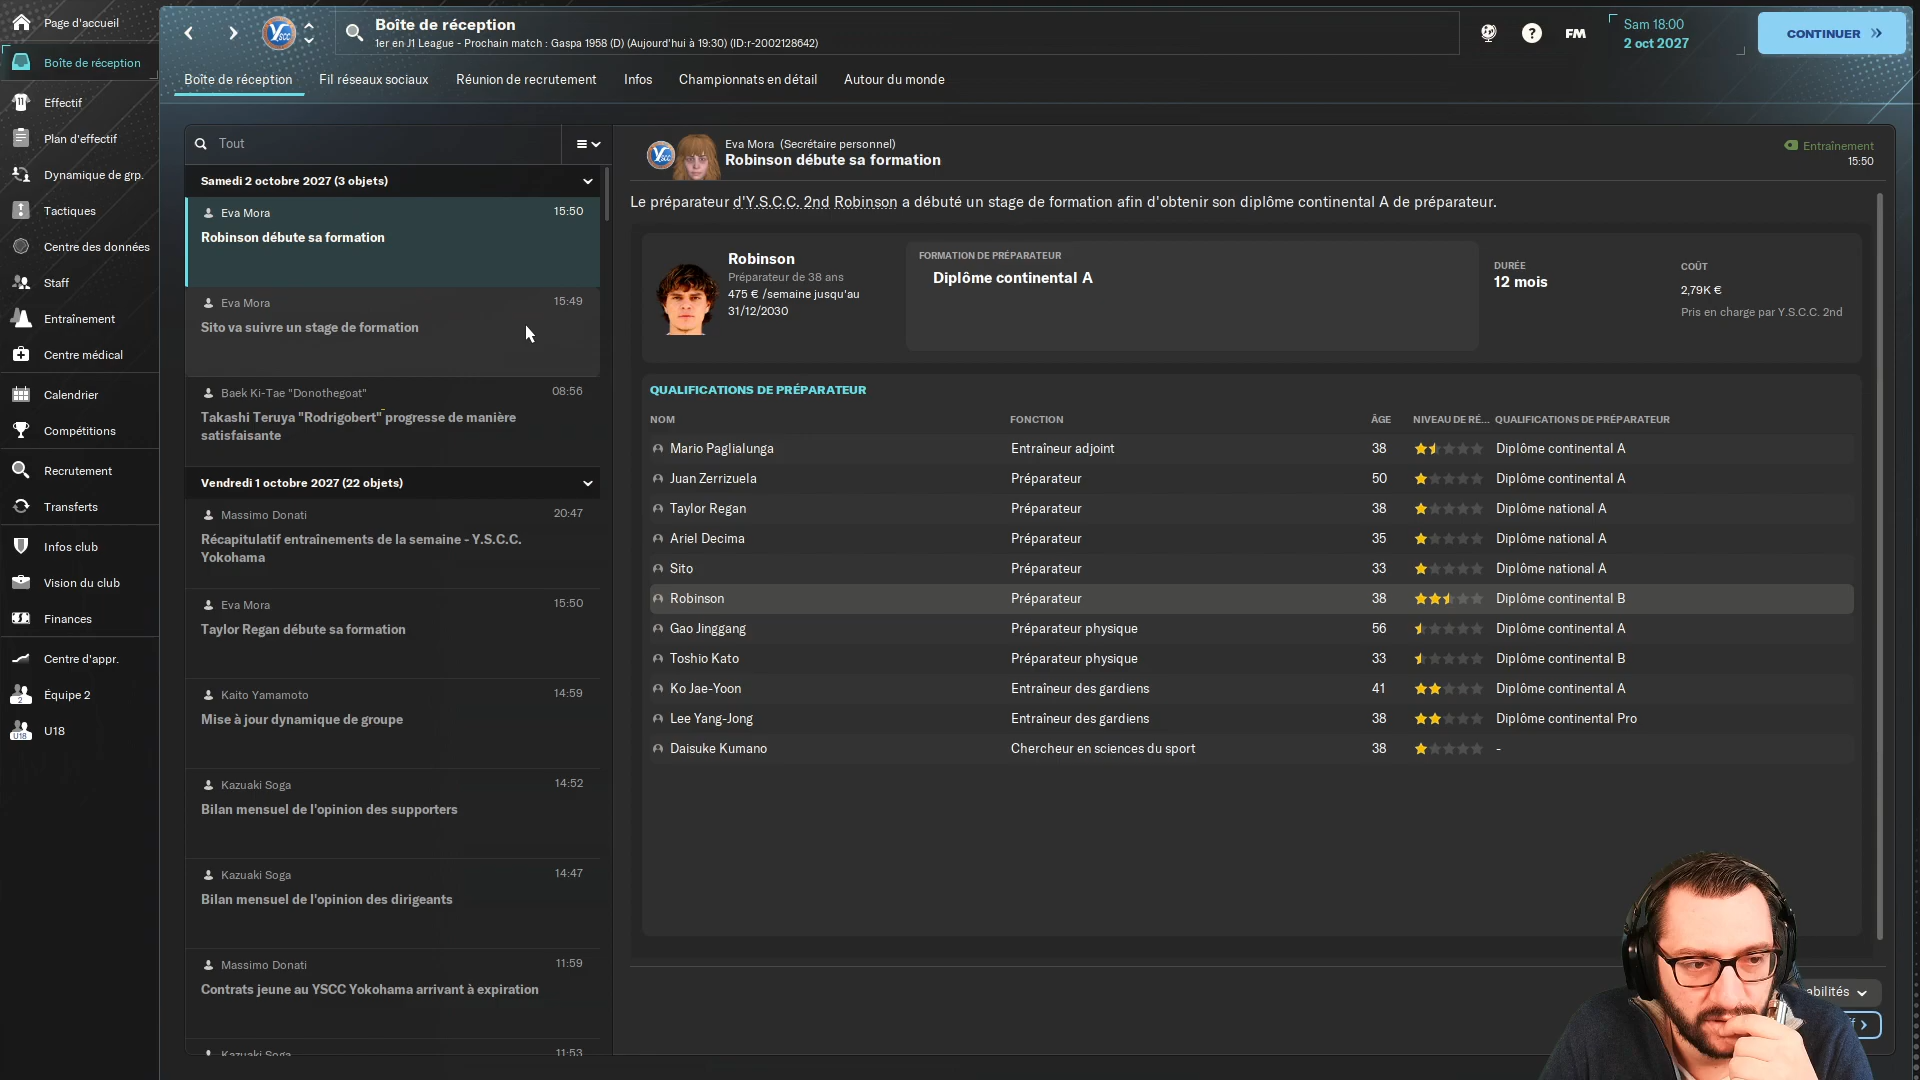 Page d'accueil
Boîte de réception
Effectif
Plan d'effectif
Dynamique de grp.
Tactiques
Centre des données
Staff
Entraînement
Centre médical
Calendrier
Compétitions
Recrutement
Transferts
Infos club
Vision du club
Finances
Centre d'appr.
Équipe 2
U18
Boîte de réception
1er en J1 League - Prochain match : Gaspa 1958 (D) (Aujourd'hui à 19:30) (ID:r-2002128642)
FM
Sam 18:00
2 oct 2027
CONTINUER
Boîte de réception
Fil réseaux sociaux
Réunion de recrutement
Infos
Championnats en détail
Autour du monde
Tout
Samedi 2 octobre 2027 (3 objets)
Eva Mora 15:50
Robinson débute sa formation
Eva Mora 15:49
Sito va suivre un stage de formation
Baek Ki-Tae "Donothegoat" 08:56
Takashi Teruya "Rodrigobert" progresse de manière
satisfaisante
Vendredi 1 octobre 2027 (22 objets)
Massimo Donati 20:47
Récapitulatif entraînements de la semaine - Y.S.C.C.
Yokohama
Eva Mora 15:50
Taylor Regan débute sa formation
Kaito Yamamoto 14:59
Mise à jour dynamique de groupe
Kazuaki Soga 14:52
Bilan mensuel de l'opinion des supporters
Kazuaki Soga 14:47
Bilan mensuel de l'opinion des dirigeants
Massimo Donati 11:59
Contrats jeune au YSCC Yokohama arrivant à expiration
Kazuaki Soga 11:53
Eva Mora (Secrétaire personnel)
Robinson débute sa formation
Entraînement
15:50
Le préparateur d'Y.S.C.C. 2nd Robinson a débuté un stage de formation afin d'obtenir son diplôme continental A de préparateur.
Robinson
Préparateur de 38 ans
475 € /semaine jusqu'au
31/12/2030
FORMATION DE PRÉPARATEUR
Diplôme continental A
DURÉE
12 mois
COÛT
2,79K €
Pris en charge par Y.S.C.C. 2nd
QUALIFICATIONS DE PRÉPARATEUR
NOM FONCTION ÂGE NIVEAU DE RÉ... QUALIFICATIONS DE PRÉPARATEUR
Mario Paglialunga Entraîneur adjoint 38 Diplôme continental A
Juan Zerrizuela Préparateur 50 Diplôme continental A
Taylor Regan Préparateur 38 Diplôme national A
Ariel Decima Préparateur 35 Diplôme national A
Sito Préparateur 33 Diplôme national A
Robinson Préparateur 38 Diplôme continental B
Gao Jinggang Préparateur physique 56 Diplôme continental A
Toshio Kato Préparateur physique 33 Diplôme continental B
Ko Jae-Yoon Entraîneur des gardiens 41 Diplôme continental A
Lee Yang-Jong Entraîneur des gardiens 38 Diplôme continental Pro
Daisuke Kumano Chercheur en sciences du sport 38 -
abilités